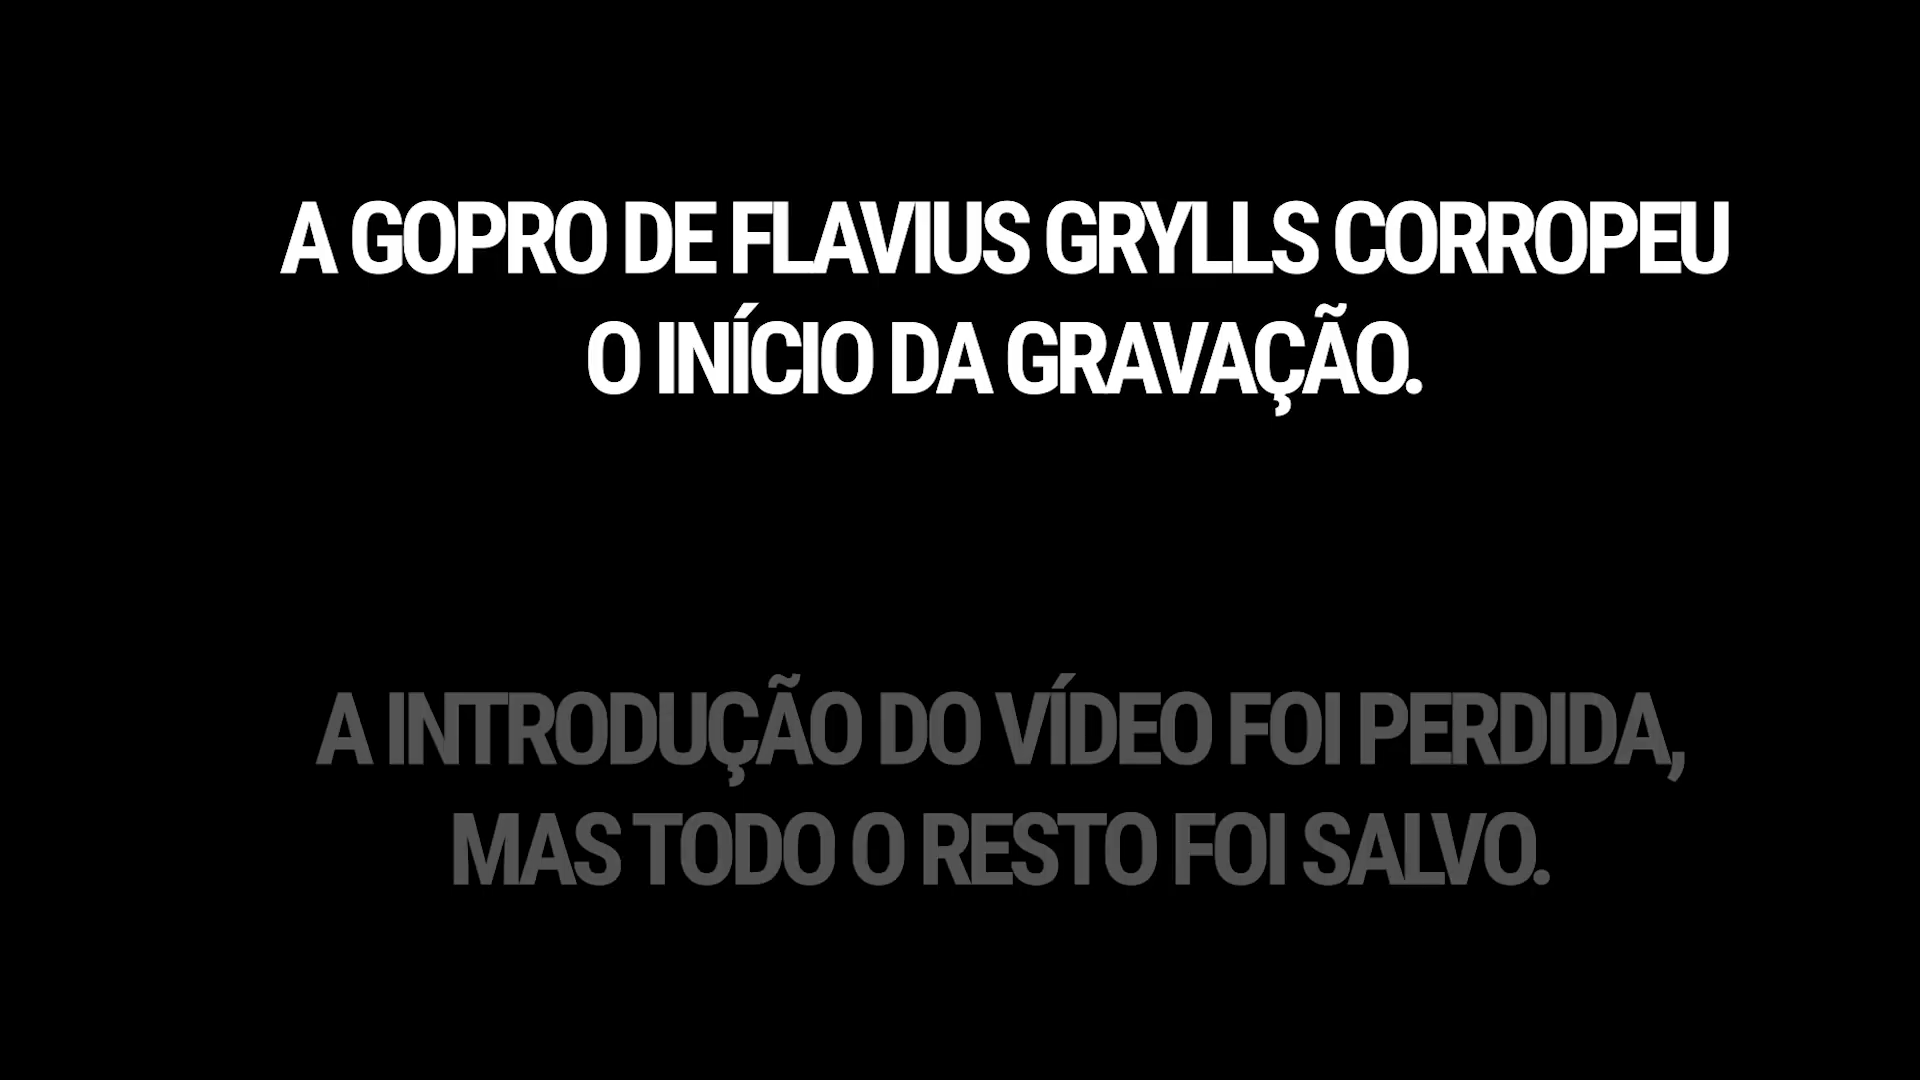 A GOPRO DE FLAVIUS GRYLLS CORROPEU
O INÍCIO DA GRAVAÇÃO.
A INTRODUÇÃO DO VÍDEO FOI PERDIDA,
MAS TODO O RESTO FOI SALVO.